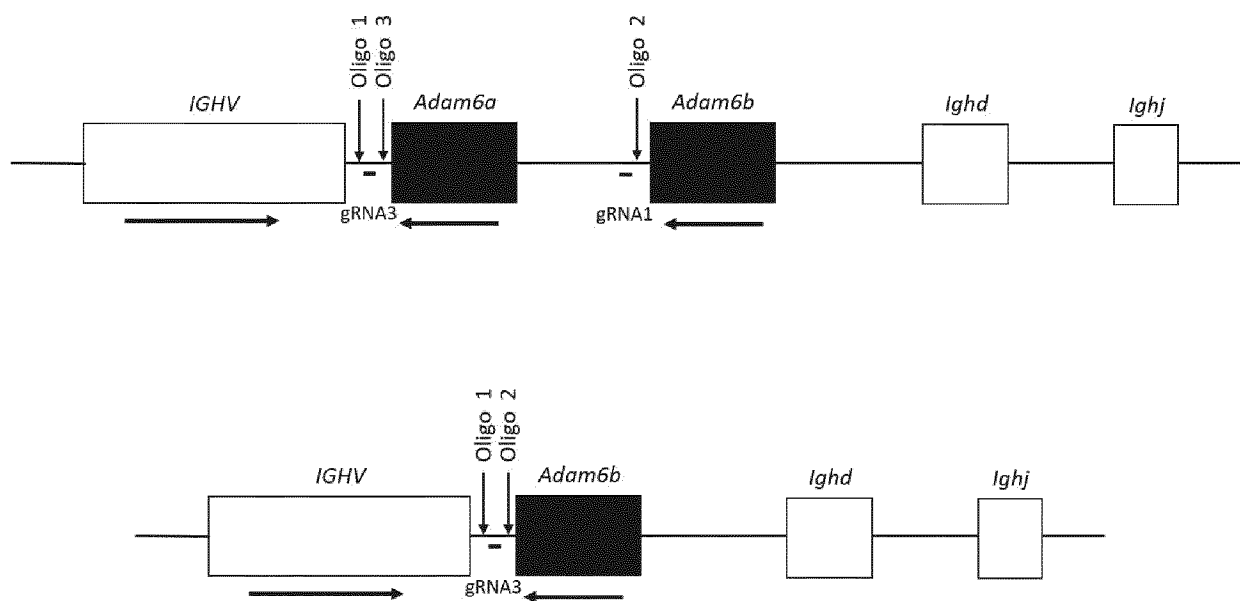 Oligo 1
Oligo 3
Oligo 2
IGHV
Adam6a
Adam6b
Ighd
Ighj
gRNA3
gRNA1
Oligo 1
Oligo 2
IGHV
Adam6b
Ighd
Ighj
gRNA3